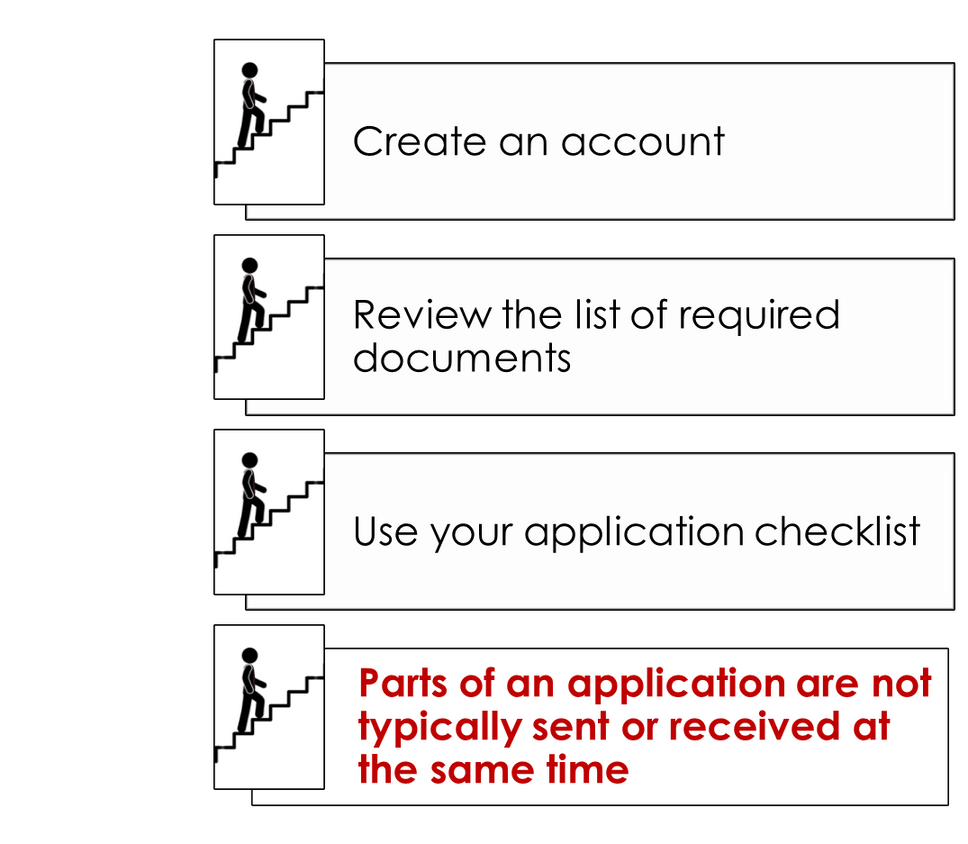 Create an account
Review the list of required
documents
Use your application checklist
Parts of an application are not
typically sent or received at
the same time